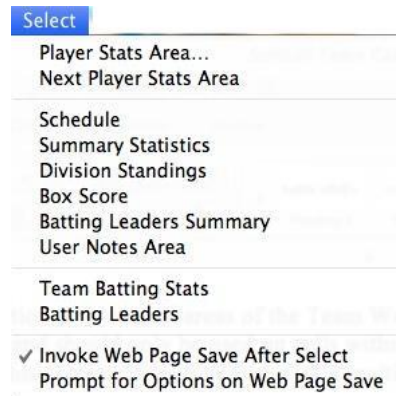 Select
Player Stats Area...
Next Player Stats Area
Schedule
Summary Statistics
Division Standings
Box Score
Batting Leaders Summary
User Notes Area
Team Batting Stats
Batting Leaders
✓ Invoke Web Page Save After Select
Prompt for Options on Web Page Save